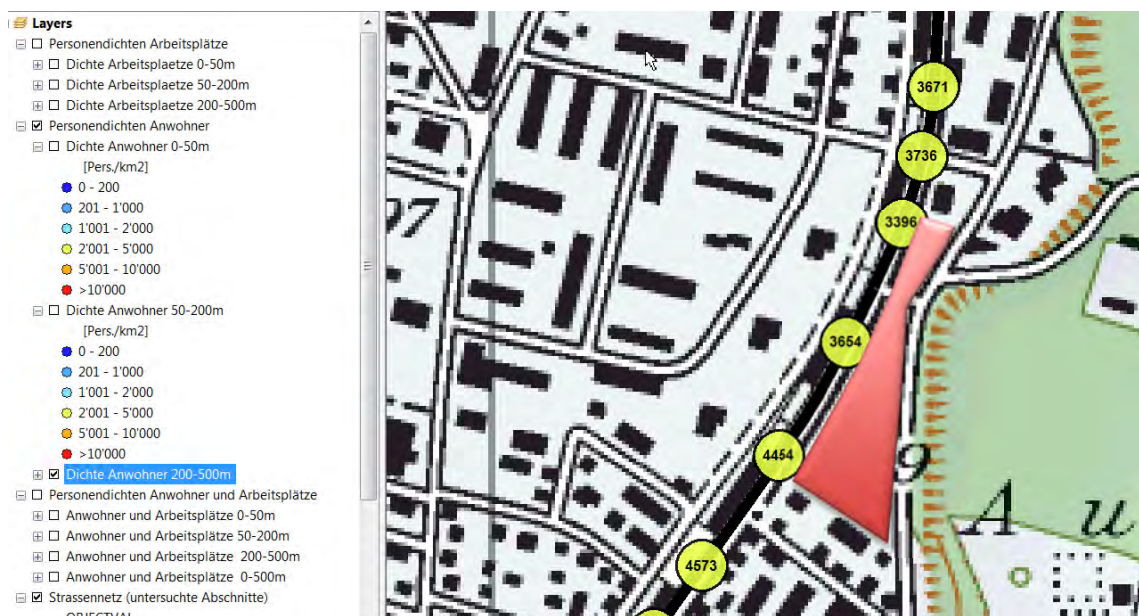 Layers
Personendichten Arbeitsplätze
Dichte Arbeitsplaetze 0-50m
Dichte Arbeitsplaetze 50-200m
Dichte Arbeitsplaetze 200-500m
Personendichten Anwohner
Dichte Anwohner 0-50m
[Pers./km2]
0 - 200
201 - 1'000
1'001 - 2'000
2'001 - 5'000
5'001 - 10'000
>10'000
Dichte Anwohner 50-200m
[Pers./km2]
0 - 200
201 - 1'000
1'001 - 2'000
2'001 - 5'000
5'001 - 10'000
>10'000
Dichte Anwohner 200-500m
Personendichten Anwohner und Arbeitsplätze
Anwohner und Arbeitsplätze 0-50m
Anwohner und Arbeitsplätze 50-200m
Anwohner und Arbeitsplätze 200-500m
Anwohner und Arbeitsplätze 0-500m
Strassennetz (untersuchte Abschnitte)
OBJECTVAL
3671
3736
3396
97
3654
4454
9
A u
4573